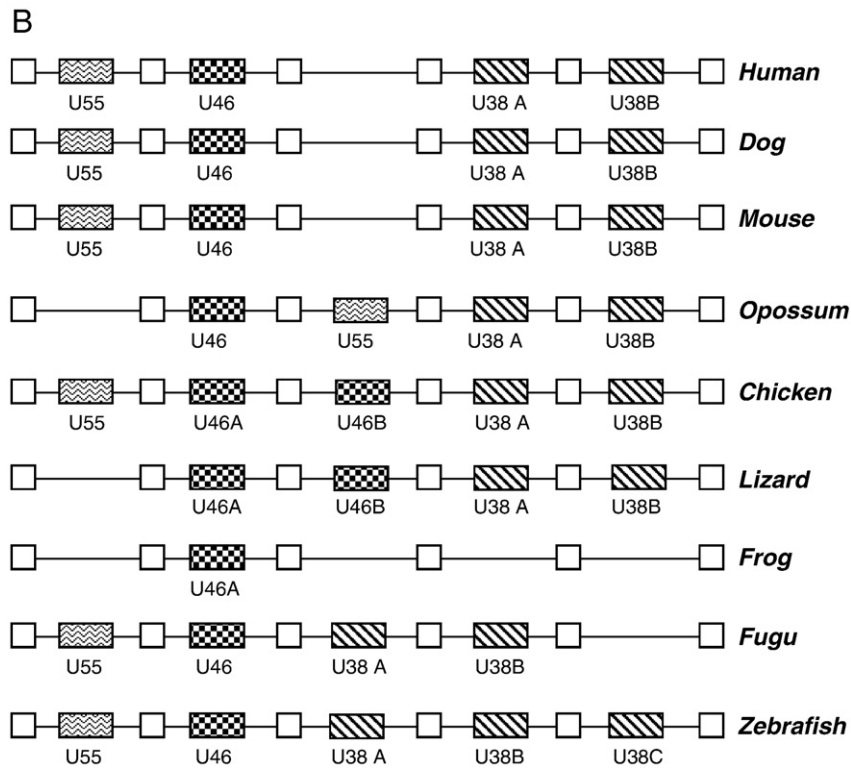 B
Human
U55 U46 U38 A U38B
Dog
U55 U46 U38 A U38B
Mouse
U55 U46 U38 A U38B
Opossum
U46 U55 U38 A U38B
Chicken
U55 U46A U46B U38 A U38B
Lizard
U46A U46B U38 A U38B
Frog
U46A
Fugu
U55 U46 U38 A U38B
Zebrafish
U55 U46 U38 A U38B U38C